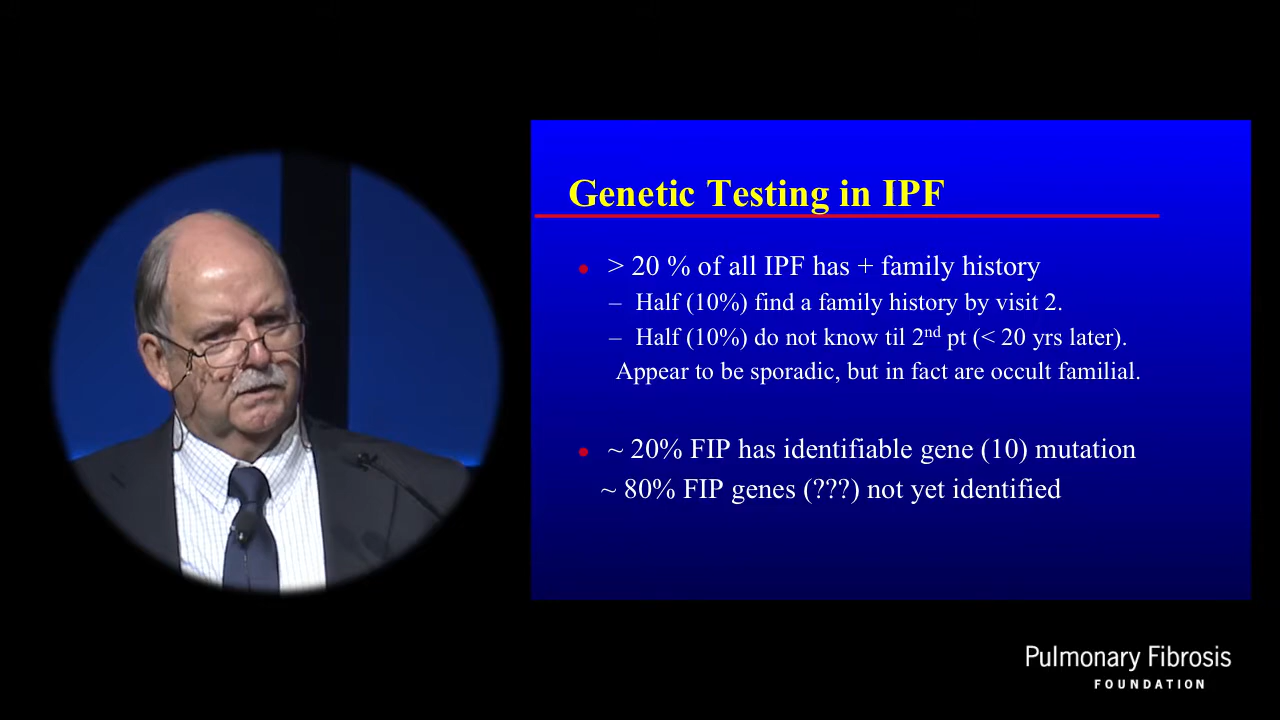 Genetic Testing in IPF
• > 20 % of all IPF has + family history
– Half (10%) find a family history by visit 2.
– Half (10%) do not know til 2nd pt (< 20 yrs later).
Appear to be sporadic, but in fact are occult familial.
• ~ 20% FIP has identifiable gene (10) mutation
~ 80% FIP genes (???) not yet identified
Pulmonary Fibrosis
FOUNDATION